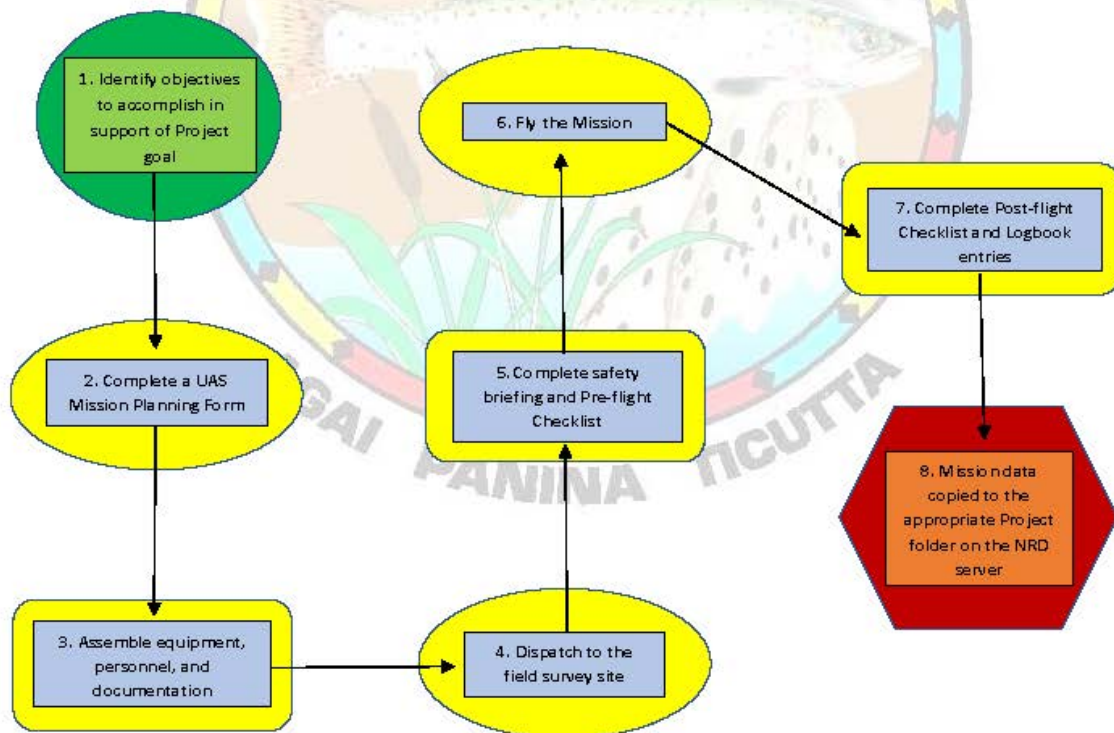 1. Identify objectives
to accomplish in
support of Project
goal
2. Complete a UAS
Mission Planning Form
3. Assemble equipment,
personnel, and
documentation
4. Dispatch to the
field survey site
5. Complete safety
briefing and Pre-flight
Checklist
6. Fly the Mission
7. Complete Post-flight
Checklist and Logbook
entries
8. Mission data
copied to the
appropriate Project
folder on the NRD
server
PANINA TICUTTA